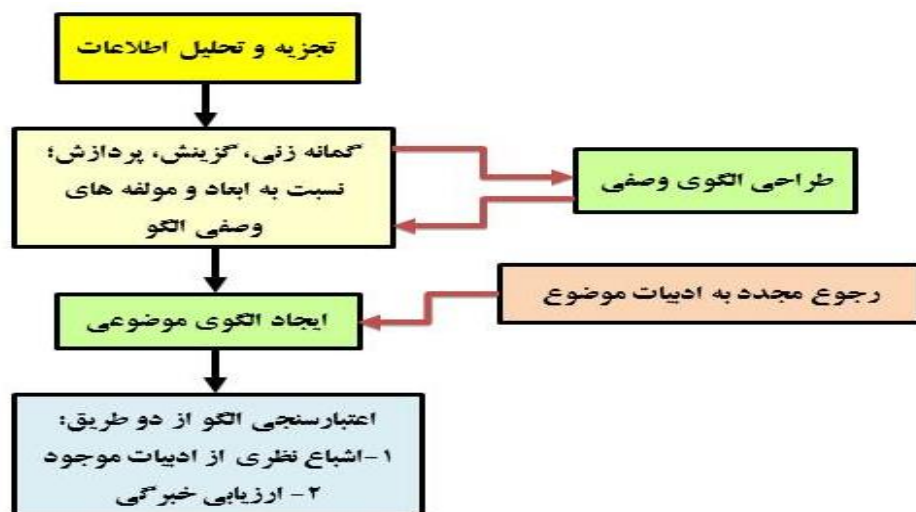 تجزیه و تحلیل اطلاعات
گمانه زنی، گزینش، پردازش؛
نسبت به ابعاد و مولفه های
وصفی الگو
طراحی الگوی وصفی
رجوع مجدد به ادبیات موضوع
ایجاد الگوی موضوعی
اعتبارسنجی الگو از دو طریق:
۱-اشباع نظری از ادبیات موجود
۲- ارزیابی خبرگی